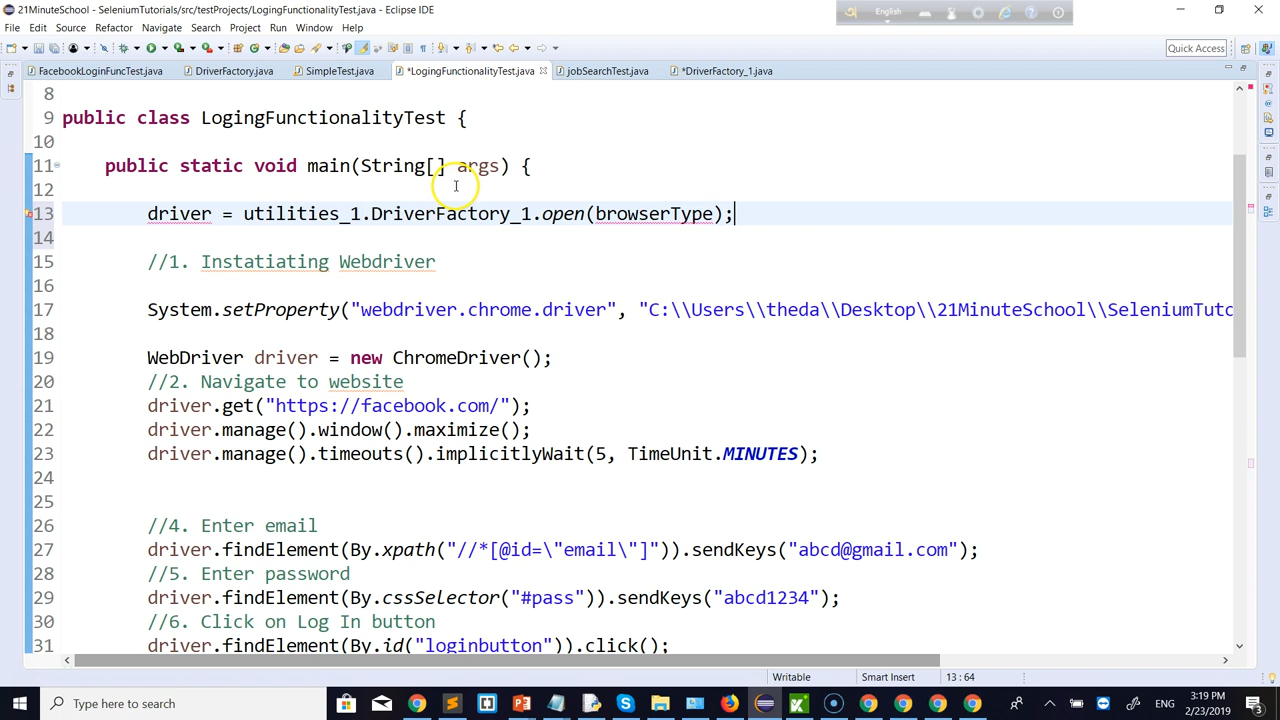 21MinuteSchool - SeleniumTutorials/src/testProjects/LogingFunctionalityTest.java - Eclipse IDE
English
File Edit Source Refactor Navigate Search Project Run Window Help
Quick Access
FacebookLoginFuncTest.java DriverFactory.java SimpleTest.java *LogingFunctionalityTest.java jobSearchTest.java *DriverFactory_1.java
8
9 public class LogingFunctionalityTest {
10
11 public static void main(String[] args) {
12
13 driver = utilities_1.DriverFactory_1.open(browserType);
14
15 //1. Instatiating Webdriver
16
17 System.setProperty("webdriver.chrome.driver", "C:\\Users\\theda\\Desktop\\21MinuteSchool\\SeleniumTuto
18
19 WebDriver driver = new ChromeDriver();
20 //2. Navigate to website
21 driver.get("https://facebook.com/");
22 driver.manage().window().maximize();
23 driver.manage().timeouts().implicitlyWait(5, TimeUnit.MINUTES);
24
25
26 //4. Enter email
27 driver.findElement(By.xpath("//*[@id=\"email\"]")).sendKeys("abcd@gmail.com");
28 //5. Enter password
29 driver.findElement(By.cssSelector("#pass")).sendKeys("abcd1234");
30 //6. Click on Log In button
31 driver.findElement(By.id("loginbutton")).click();
Writable Smart Insert 13 : 64
Type here to search
3:19 PM
2/23/2019
3